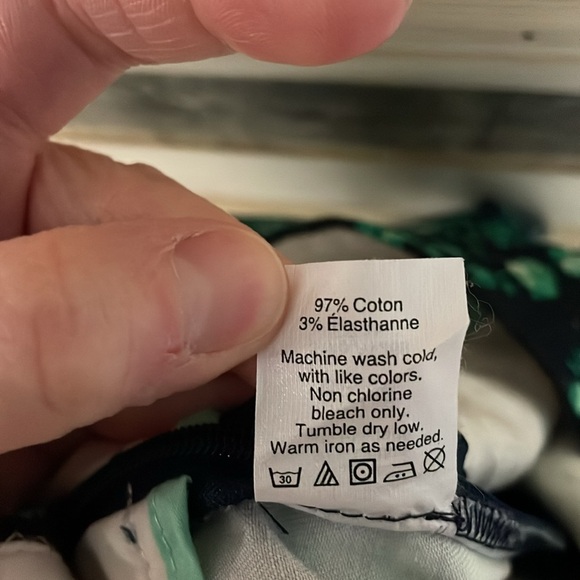 97% Coton
3% Élasthanne
Machine wash cold,
with like colors.
Non chlorine
bleach only.
Tumble dry low.
Warm iron as needed.
30